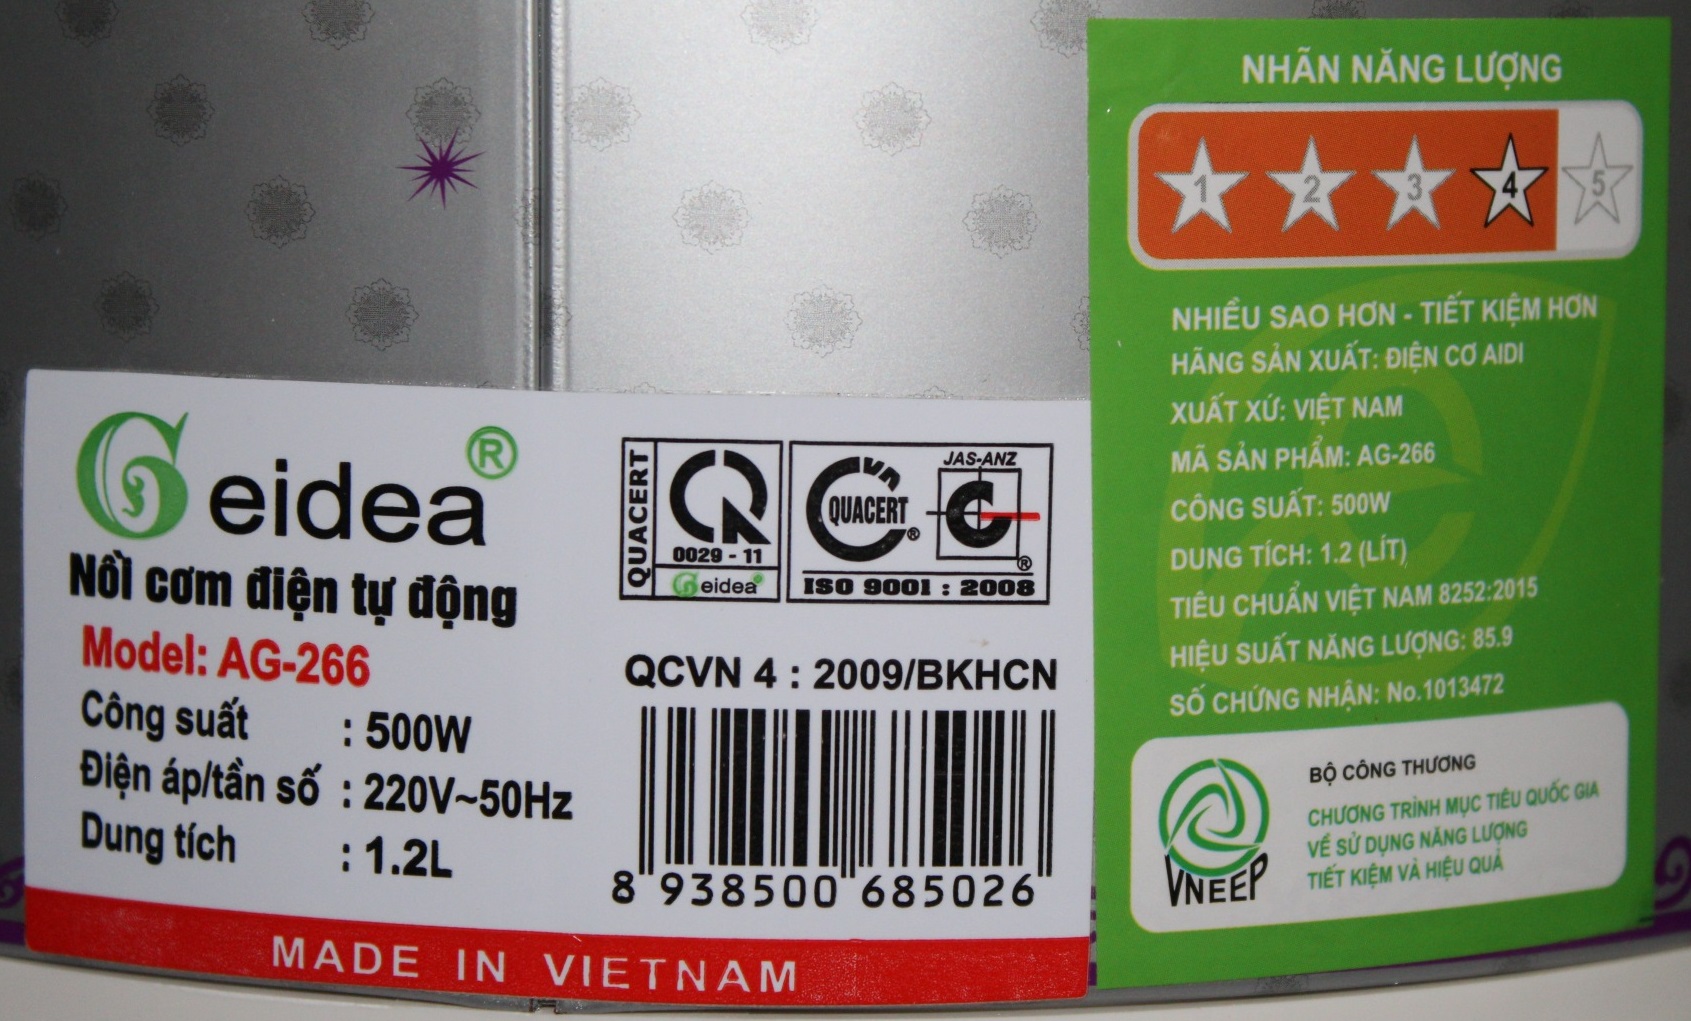 Geidea®
Nồi cơm điện tự động
Model: AG-266
Công suất : 500W
Điện áp/tần số : 220V~50Hz
Dung tích : 1.2L
QUACERT
0029 - 11
Geidea®
VN
QUACERT ®
JAS-ANZ
®
ISO 9001 : 2008
QCVN 4 : 2009/BKHCN
8 938500 685026
MADE IN VIETNAM
NHÃN NĂNG LƯỢNG
1 2 3 4 5
NHIỀU SAO HƠN - TIẾT KIỆM HƠN
HÃNG SẢN XUẤT: ĐIỆN CƠ AIDI
XUẤT XỨ: VIỆT NAM
MÃ SẢN PHẨM: AG-266
CÔNG SUẤT: 500W
DUNG TÍCH: 1.2 (LÍT)
TIÊU CHUẨN VIỆT NAM 8252:2015
HIỆU SUẤT NĂNG LƯỢNG: 85.9
SỐ CHỨNG NHẬN: No.1013472
VNEEP
BỘ CÔNG THƯƠNG
CHƯƠNG TRÌNH MỤC TIÊU QUỐC GIA
VỀ SỬ DỤNG NĂNG LƯỢNG
TIẾT KIỆM VÀ HIỆU QUẢ